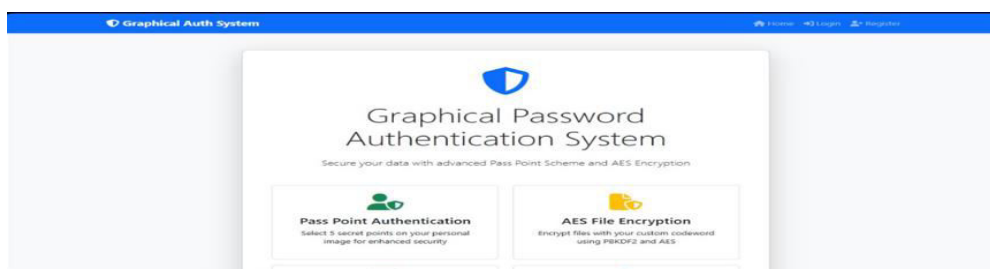 Graphical Auth System
Home Login Register
Graphical Password
Authentication System
Secure your data with advanced Pass Point Scheme and AES Encryption
Pass Point Authentication
Select 5 secret points on your personal
image for enhanced security
AES File Encryption
Encrypt files with your custom codeword
using PBKDF2 and AES